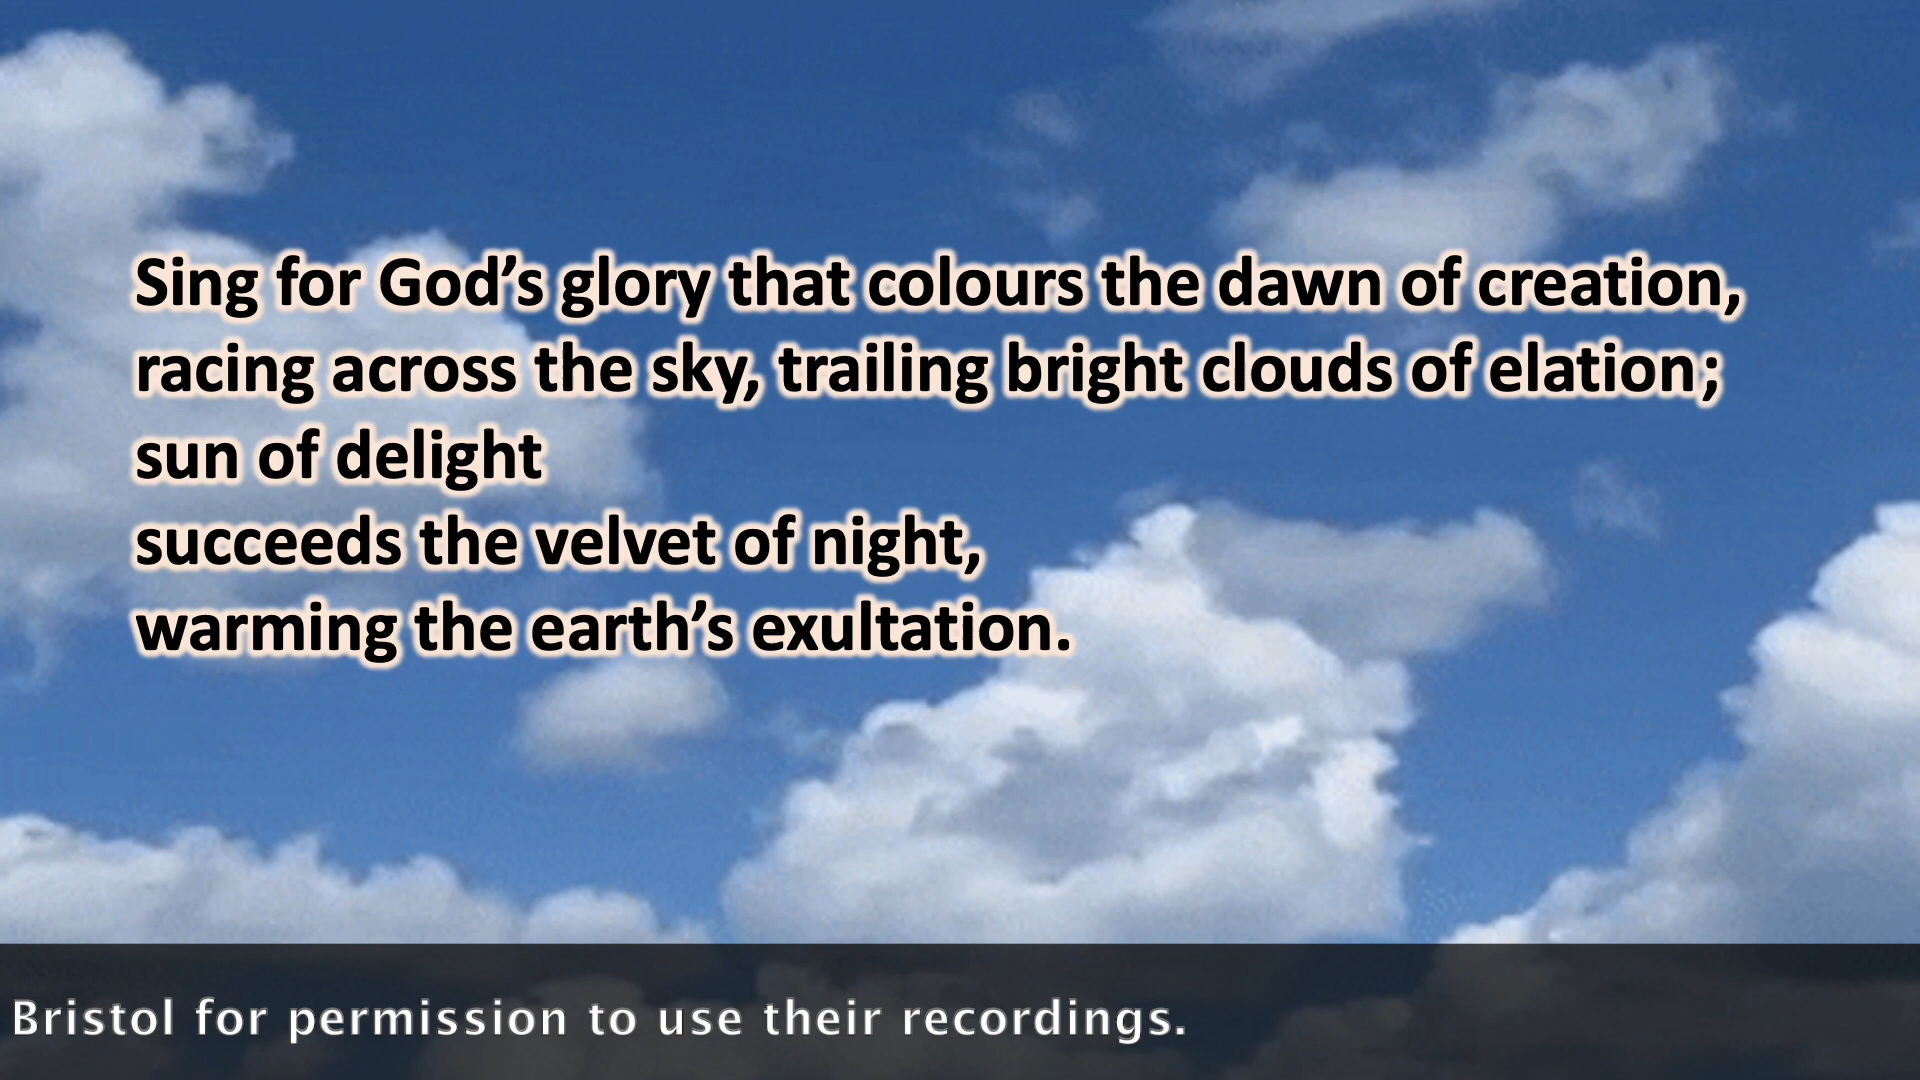 Sing for God’s glory that colours the dawn of creation,
racing across the sky, trailing bright clouds of elation;
sun of delight
succeeds the velvet of night,
warming the earth’s exultation.
Bristol for permission to use their recordings.